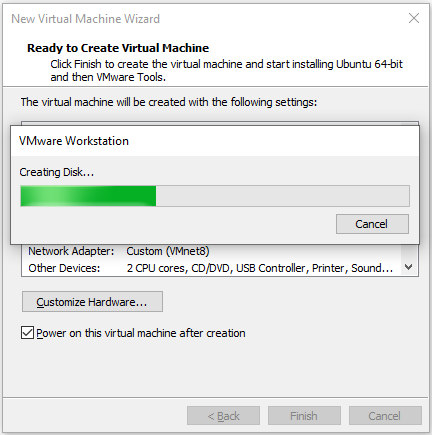 New Virtual Machine Wizard
Ready to Create Virtual Machine
Click Finish to create the virtual machine and start installing Ubuntu 64-bit
and then VMware Tools.
The virtual machine will be created with the following settings:
VMware Workstation
Creating Disk...
Cancel
Network Adapter: Custom (VMnet8)
Other Devices: 2 CPU cores, CD/DVD, USB Controller, Printer, Sound...
Customize Hardware...
Power on this virtual machine after creation
< Back Finish Cancel